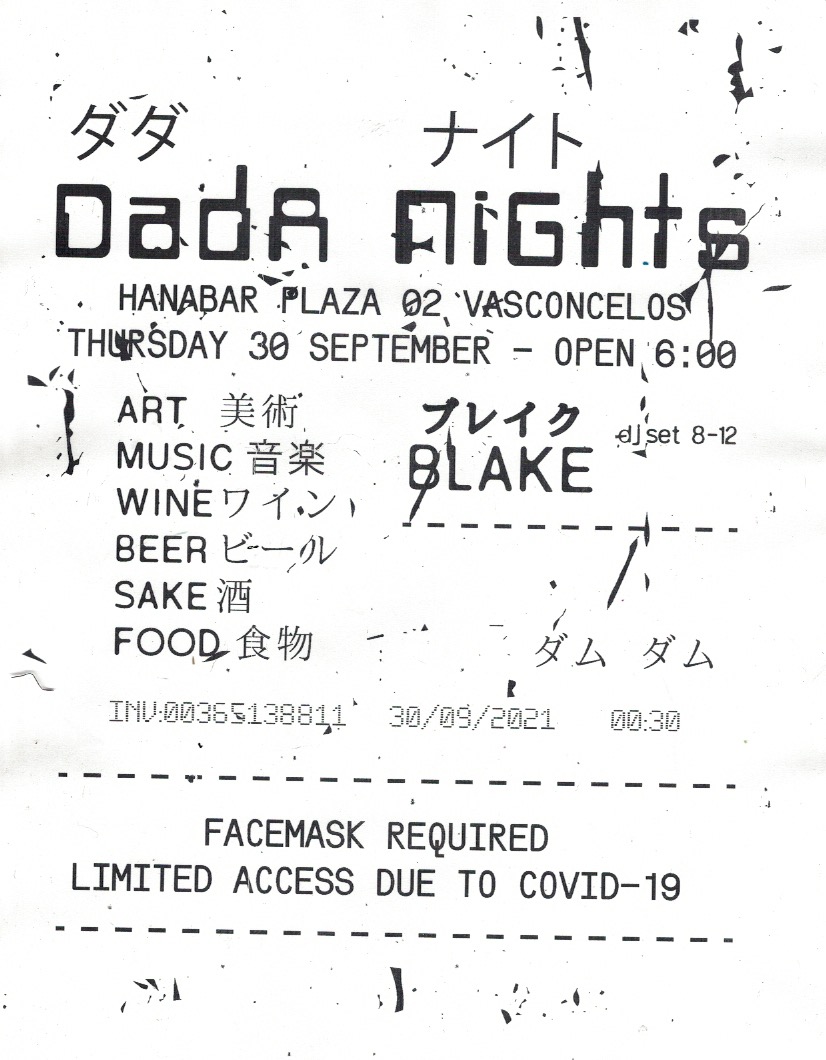 ダダ ナイト
DadA NiGhts
HANABAR PLAZA 02 VASCONCELOS
THURSDAY 30 SEPTEMBER - OPEN 6:00
ART 美術
MUSIC 音楽
WINE ワイン
BEER ビール
SAKE 酒
FOOD 食物
ブレイク
BLAKE
dj set 8-12
ダム ダム
INV:00365138811 30/09/2021 00:30
FACEMASK REQUIRED
LIMITED ACCESS DUE TO COVID-19